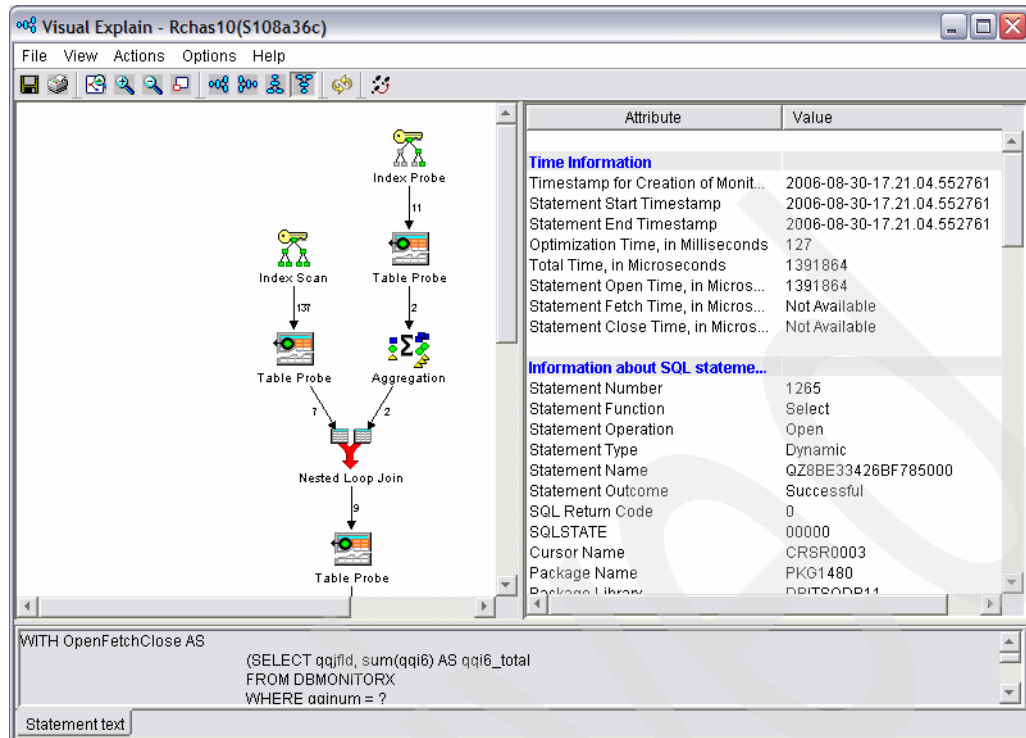 Visual Explain - Rchas10(S108a36c)
File View Actions Options Help
Index Probe
11
Index Scan
Table Probe
137
2
Table Probe
Aggregation
7
2
Nested Loop Join
9
Table Probe
Attribute Value
Time Information
Timestamp for Creation of Monit... 2006-08-30-17.21.04.552761
Statement Start Timestamp 2006-08-30-17.21.04.552761
Statement End Timestamp 2006-08-30-17.21.04.552761
Optimization Time, in Milliseconds 127
Total Time, in Microseconds 1391864
Statement Open Time, in Micros... 1391864
Statement Fetch Time, in Micros... Not Available
Statement Close Time, in Micros... Not Available
Information about SQL stateme...
Statement Number 1265
Statement Function Select
Statement Operation Open
Statement Type Dynamic
Statement Name QZ8BE33426BF785000
Statement Outcome Successful
SQL Return Code 0
SQLSTATE 00000
Cursor Name CRSR0003
Package Name PKG1480
Package Library
WITH OpenFetchClose AS
(SELECT qqjfld, sum(qqi6) AS qqi6_total
FROM DBMONITORX
WHERE qqinum = ?
Statement text